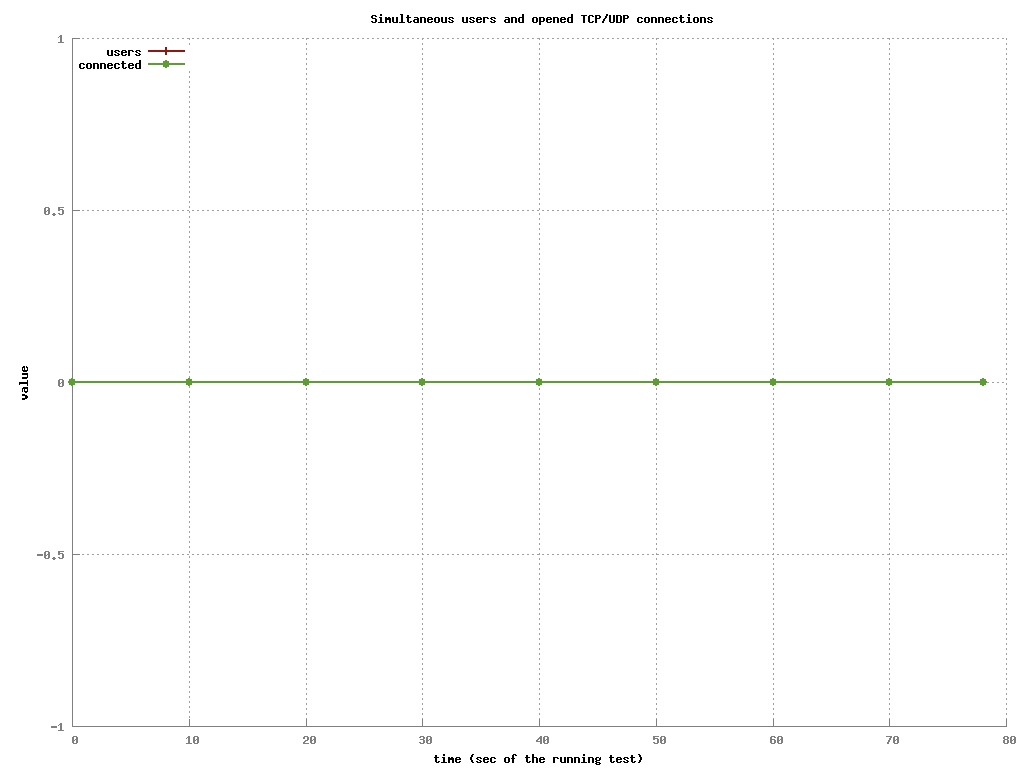 Simultaneous users and opened TCP/UDP connections
1
users
connected
0.5
value
0
-0.5
-1
0 10 20 30 40 50 60 70 80
time (sec of the running test)